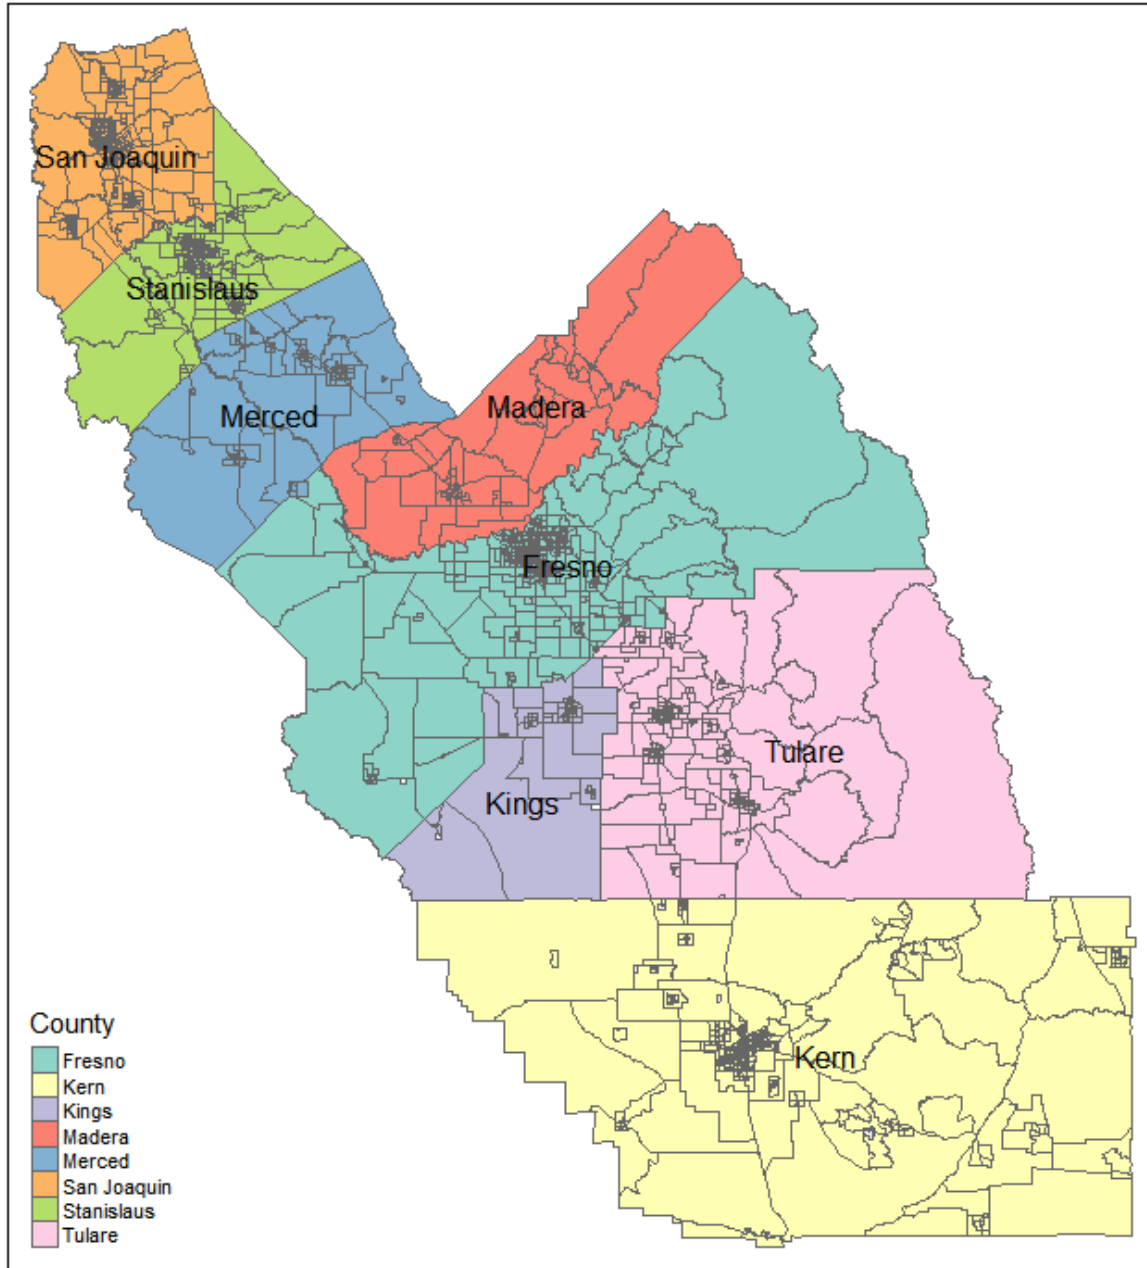 San Joaquin
Stanislaus
Merced
Madera
Fresno
Tulare
Kings
Kern
County
Fresno
Kern
Kings
Madera
Merced
San Joaquin
Stanislaus
Tulare